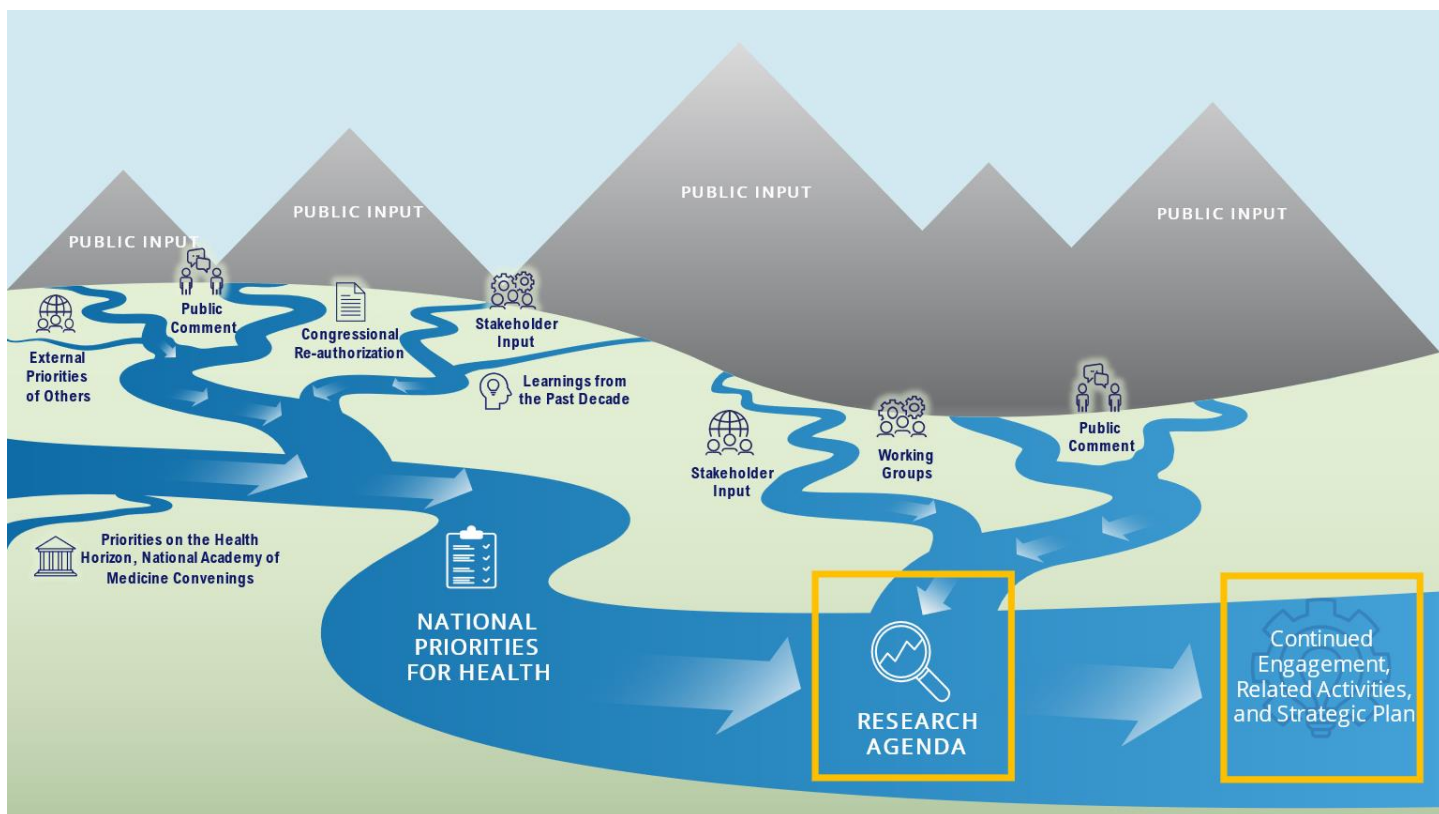 PUBLIC INPUT
PUBLIC INPUT
PUBLIC INPUT
PUBLIC INPUT
External
Priorities
of Others
Public
Comment
Congressional
Re-authorization
Stakeholder
Input
Learnings from
the Past Decade
Priorities on the Health
Horizon, National Academy of
Medicine Convenings
Stakeholder
Input
Working
Groups
Public
Comment
NATIONAL
PRIORITIES
FOR HEALTH
RESEARCH
AGENDA
Continued
Engagement,
Related Activities,
and Strategic Plan